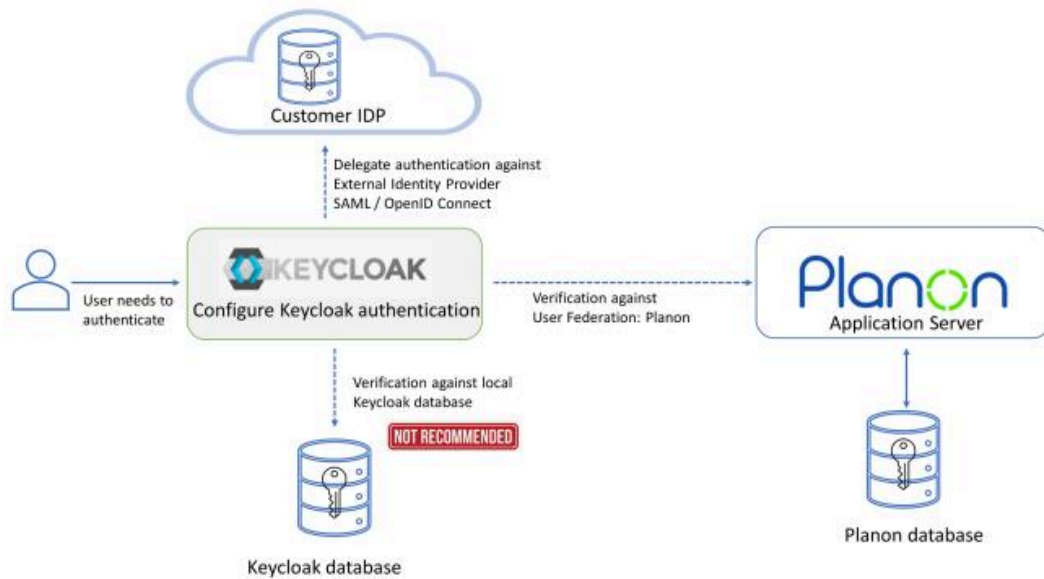 Customer IDP
Delegate authentication against
External Identity Provider
SAML / OpenID Connect
KEYCLOAK
Configure Keycloak authentication
User needs to
authenticate
Verification against
User Federation: Planon
Planon
Application Server
Verification against local
Keycloak database
NOT RECOMMENDED
Keycloak database
Planon database